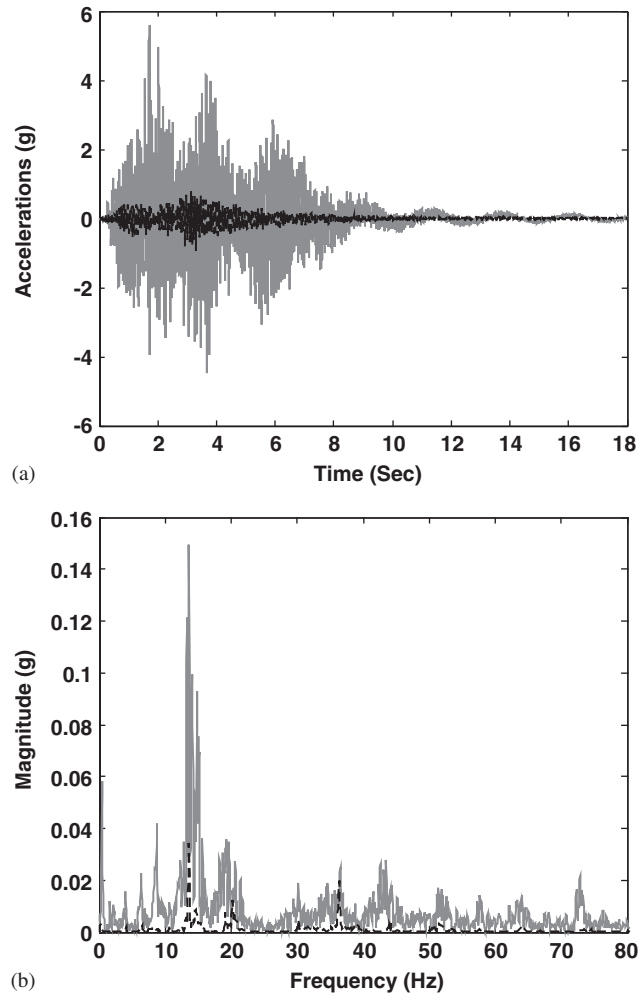 6
4
2
0
-2
-4
-6
Accelerations (g)
0 2 4 6 8 10 12 14 16 18
Time (Sec)
(a)
0.16
0.14
0.12
0.1
0.08
0.06
0.04
0.02
0
Magnitude (g)
0 10 20 30 40 50 60 70 80
Frequency (Hz)
(b)